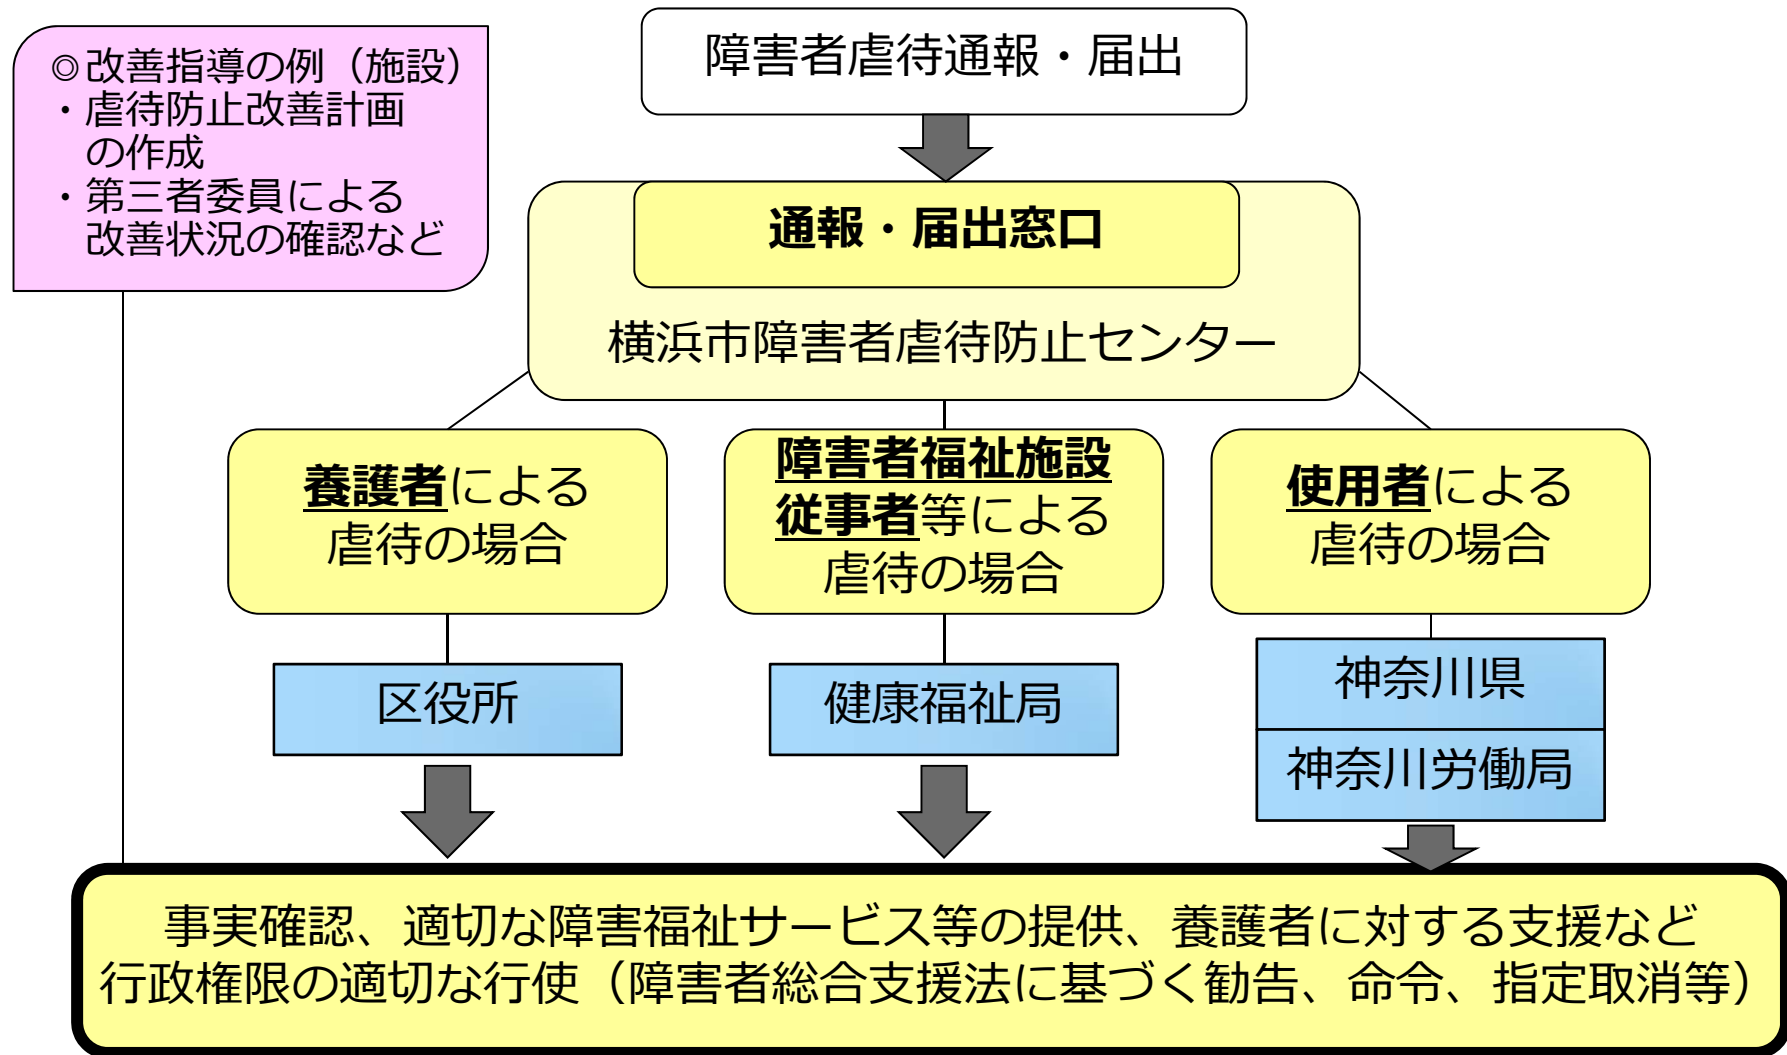 ◎改善指導の例（施設）
・虐待防止改善計画
の作成
・第三者委員による
改善状況の確認など
障害者虐待通報・届出
通報・届出窓口
横浜市障害者虐待防止センター
養護者による
虐待の場合
障害者福祉施設
従事者等による
虐待の場合
使用者による
虐待の場合
区役所
健康福祉局
神奈川県
神奈川労働局
事実確認、適切な障害福祉サービス等の提供、養護者に対する支援など
行政権限の適切な行使（障害者総合支援法に基づく勧告、命令、指定取消等）